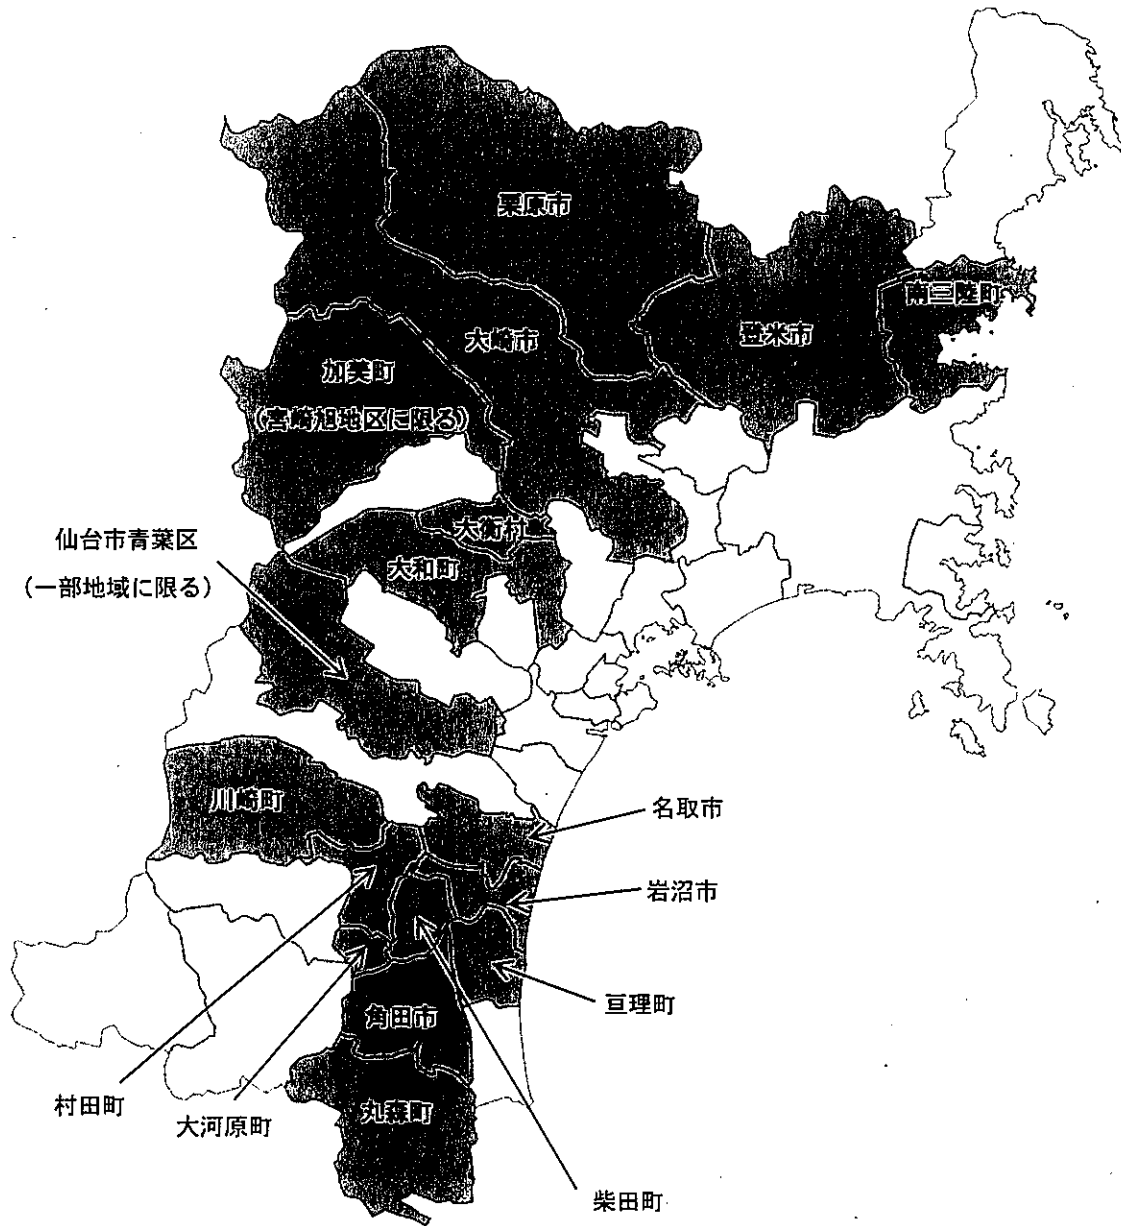 栗原市
南三陸町
大崎市
登米市
加美町
（宮崎旭地区に限る）
大衡村
仙台市青葉区
（一部地域に限る）
大和町
川崎町
名取市
岩沼市
亘理町
角田市
村田町
大河原町
丸森町
柴田町